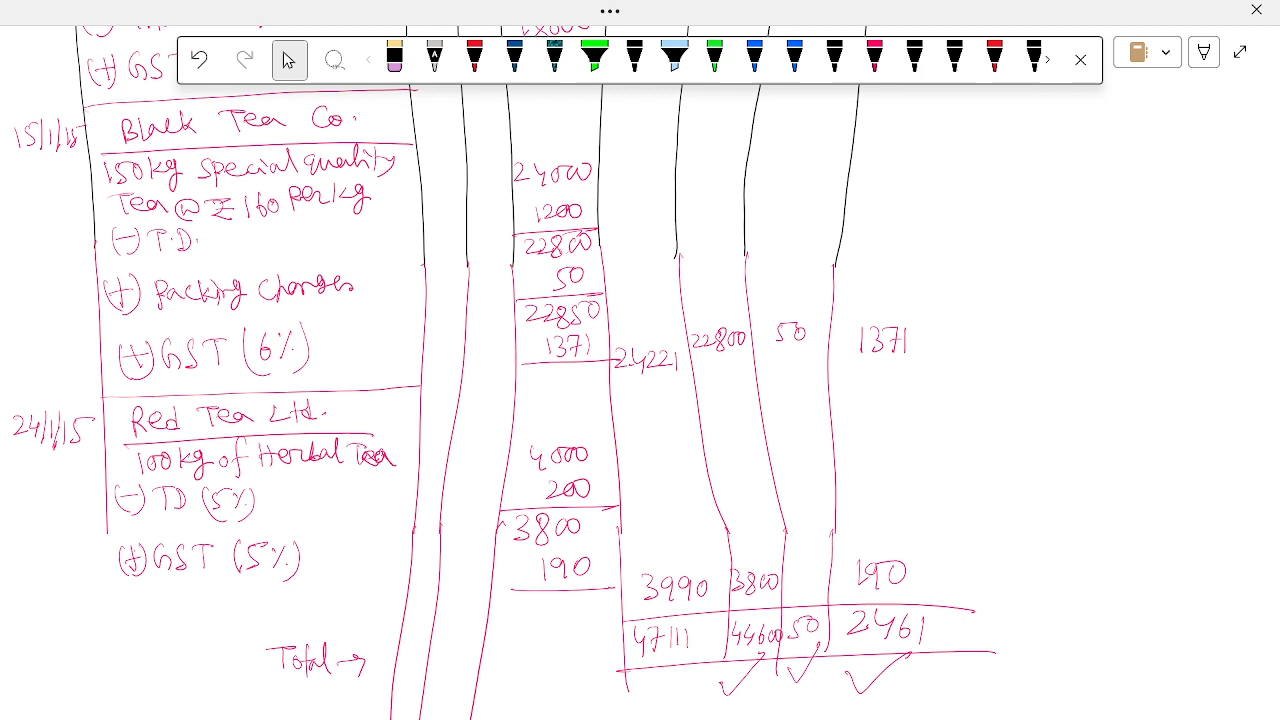 18000
(+) GST
15/1/15 Black Tea Co.
150kg special quality 24000
Tea @ ₹ 160 per kg 1200
(-) T.D. 22800
50
(+) Packing Charges 22850
(+) GST (6%) 1371 24221 22800 50 1371
24/1/15 Red Tea Ltd.
100kg of Herbal Tea 4000
(-) TD (5%) 200
3800
(+) GST (5%) 190 3990 3800 190
Total → 47111 44600 50 2461